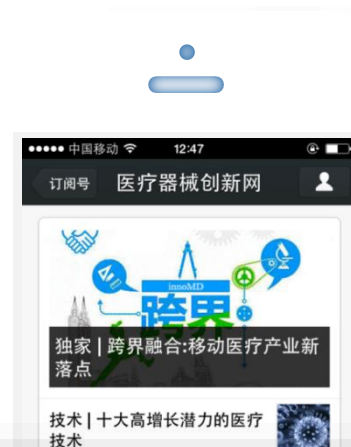 中国移动 12:47
订阅号 医疗器械创新网
innoMD
跨界
独家 | 跨界融合:移动医疗产业新
落点
技术 | 十大高增长潜力的医疗
技术